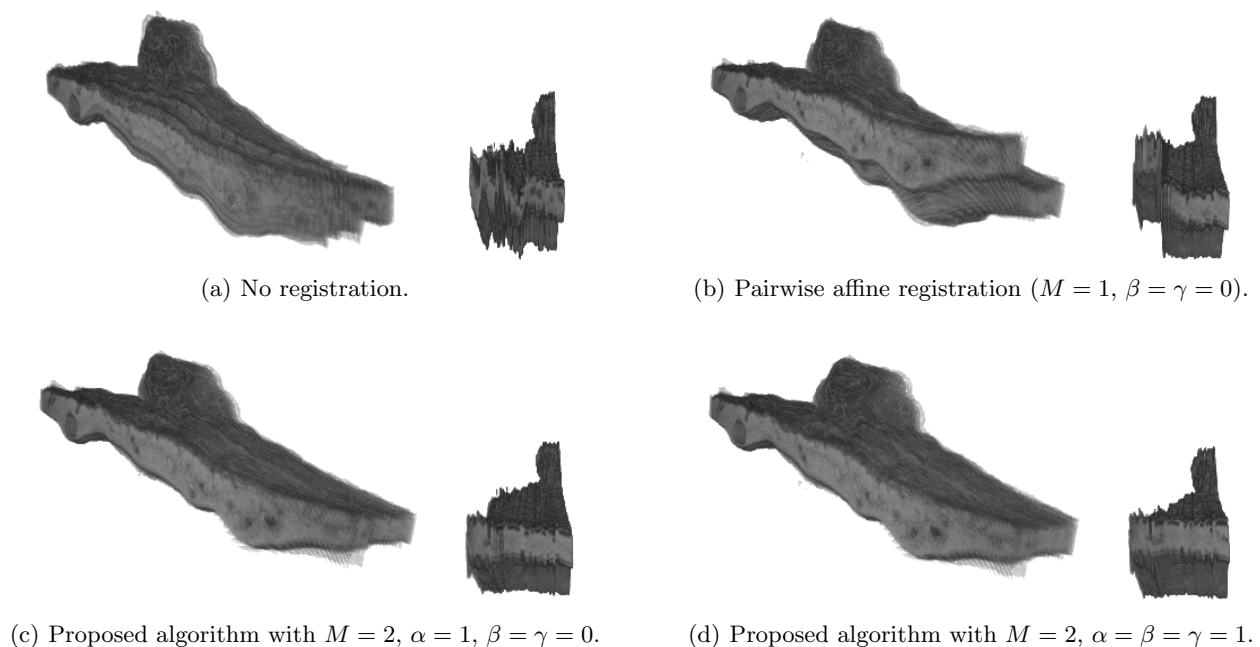 (a) No registration.
(b) Pairwise affine registration (M = 1, β = γ = 0).
(c) Proposed algorithm with M = 2, α = 1, β = γ = 0.
(d) Proposed algorithm with M = 2, α = β = γ = 1.